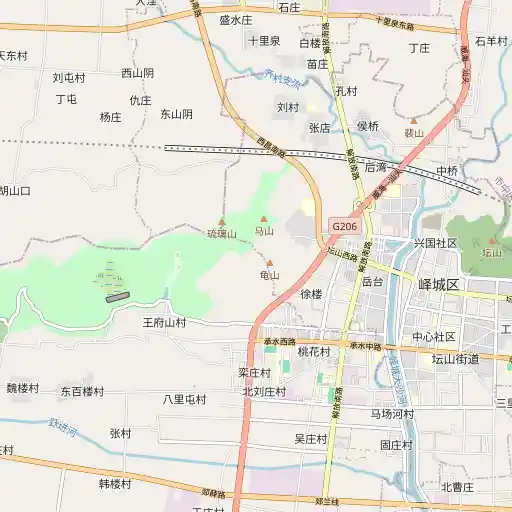 大洼
石庄
盛水庄
十里泉东路
十里泉
白楼
丁庄
石羊村
苗庄
天东村
西山阴
刘屯村
齐村支流
孔村
丁屯
仇庄
刘村
东山阴
杨庄
张店
侯桥
裴山
西昌南路
后湾
中桥
胡山口
G206
琉璃山
马山
兴国社区
坛山
坛山西路
龟山
岳台
峄城区
徐楼
王府山村
承水西路
承水中路
中心社区
桃花村
坛山街道
栾庄村
魏楼村
东百楼村
北刘庄村
八里屯村
马场河村
跃进河
张村
吴庄村
固庄村
韩楼村
北曹庄
郯薛路
郯兰线